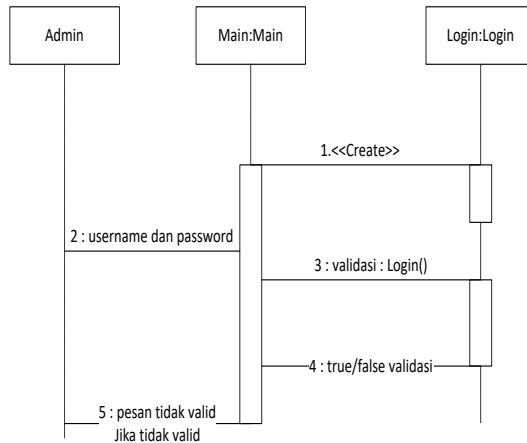 Admin
Main:Main
Login:Login
1.<<Create>>
2 : username dan password
3 : validasi : Login()
4 : true/false validasi
5 : pesan tidak valid
Jika tidak valid